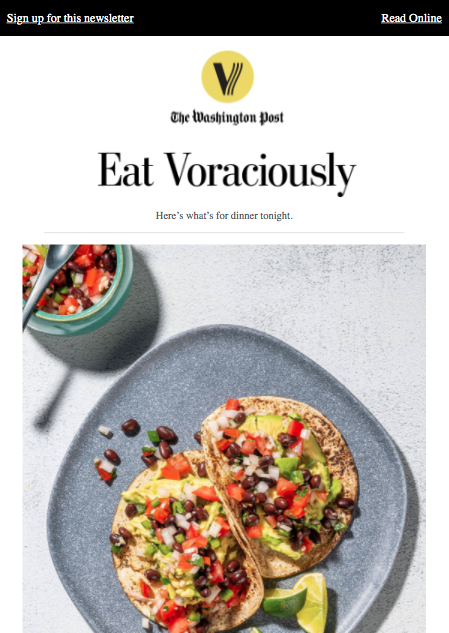 Sign up for this newsletter
Read Online
The Washington Post
Eat Voraciously
Here's what's for dinner tonight.